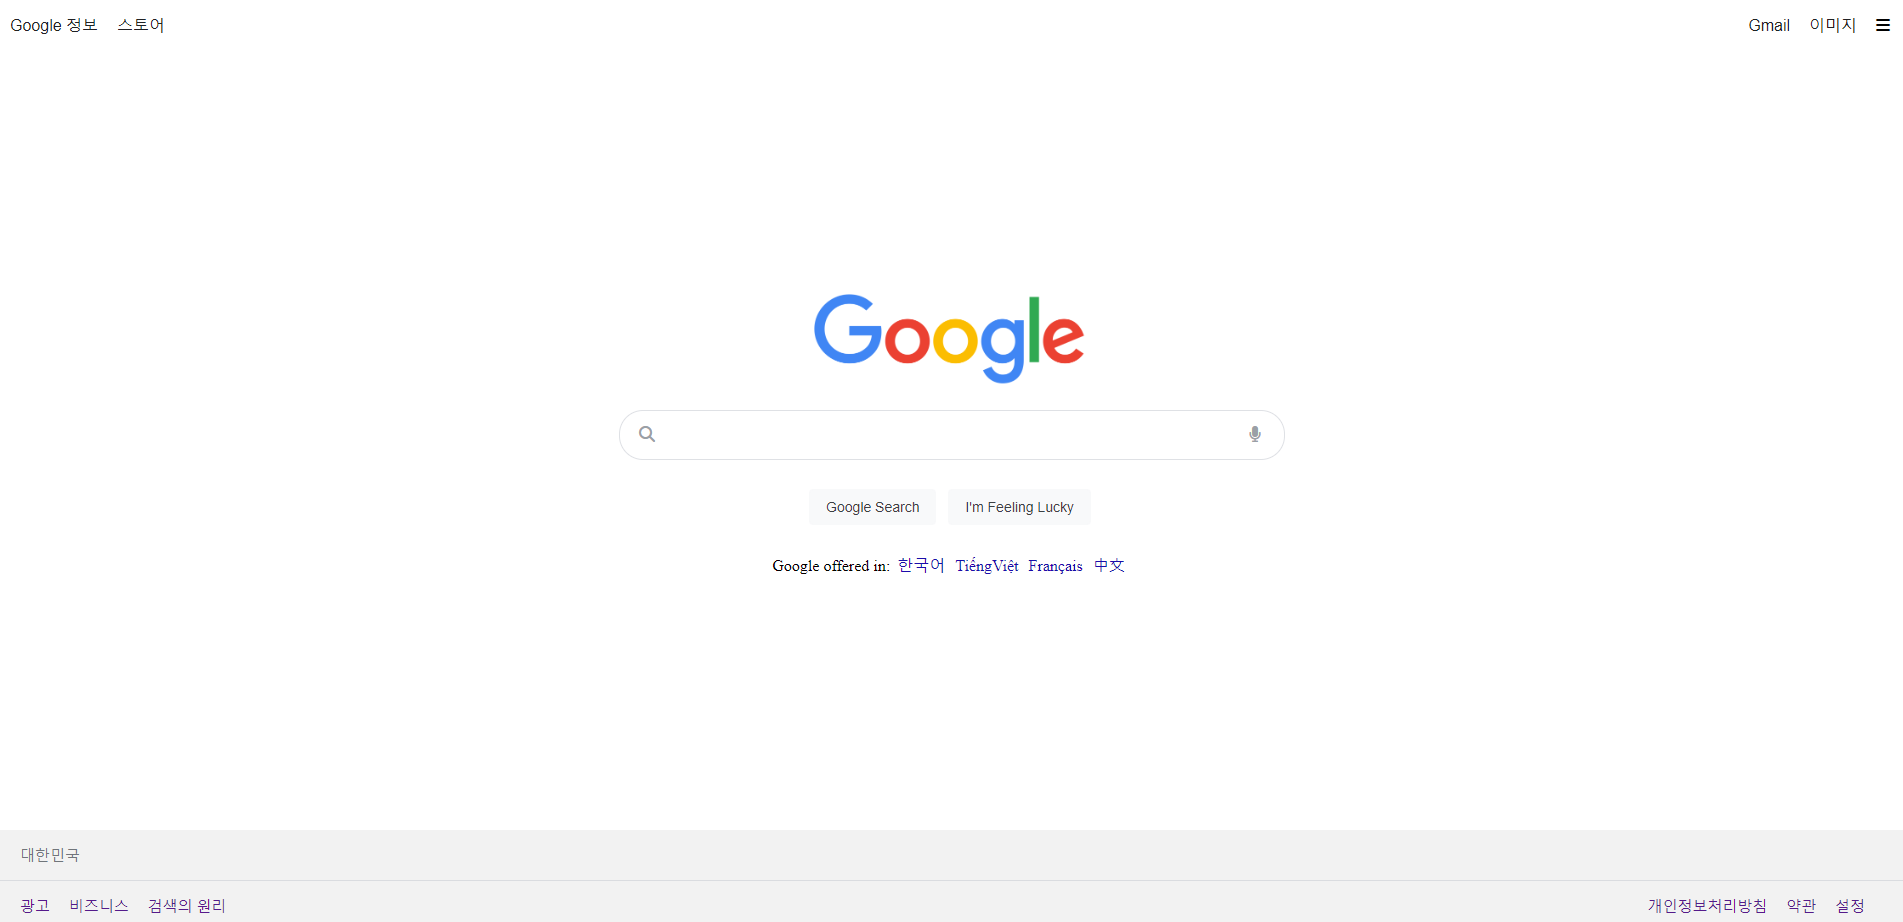 Google 정보 스토어 Gmail 이미지
Google
Google Search I'm Feeling Lucky
Google offered in: 한국어 TiếngViệt Français 中文
대한민국
광고 비즈니스 검색의 원리 개인정보처리방침 약관 설정